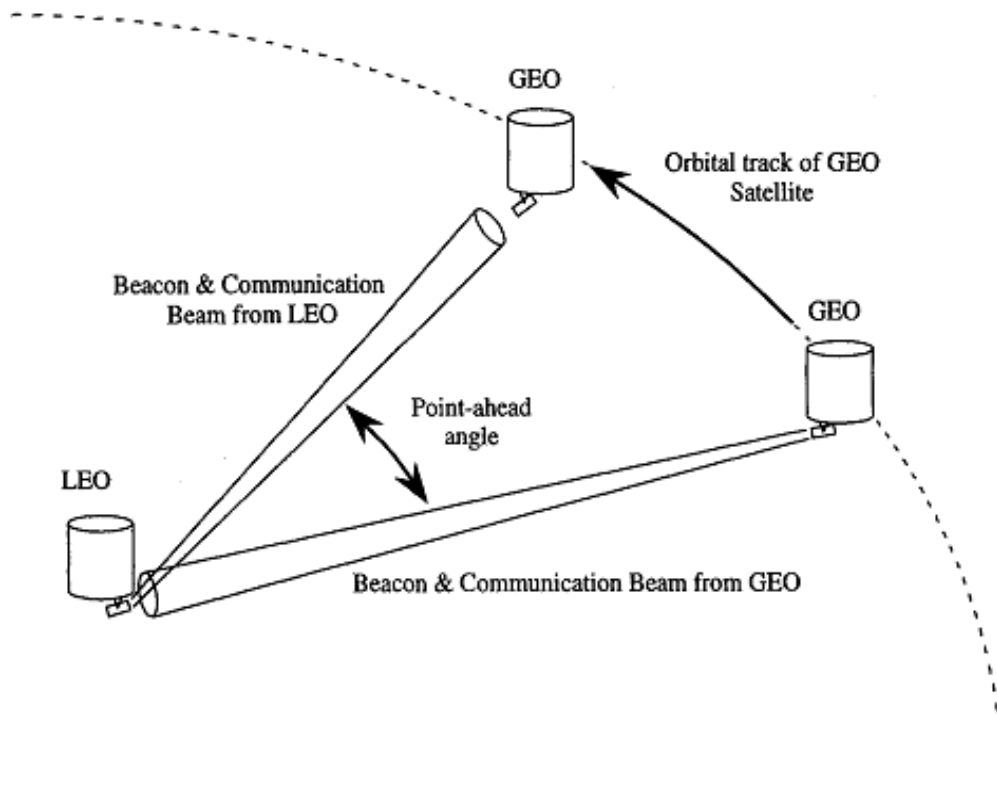 GEO
Orbital track of GEO
Satellite
Beacon & Communication
Beam from LEO
GEO
Point-ahead
angle
LEO
Beacon & Communication Beam from GEO